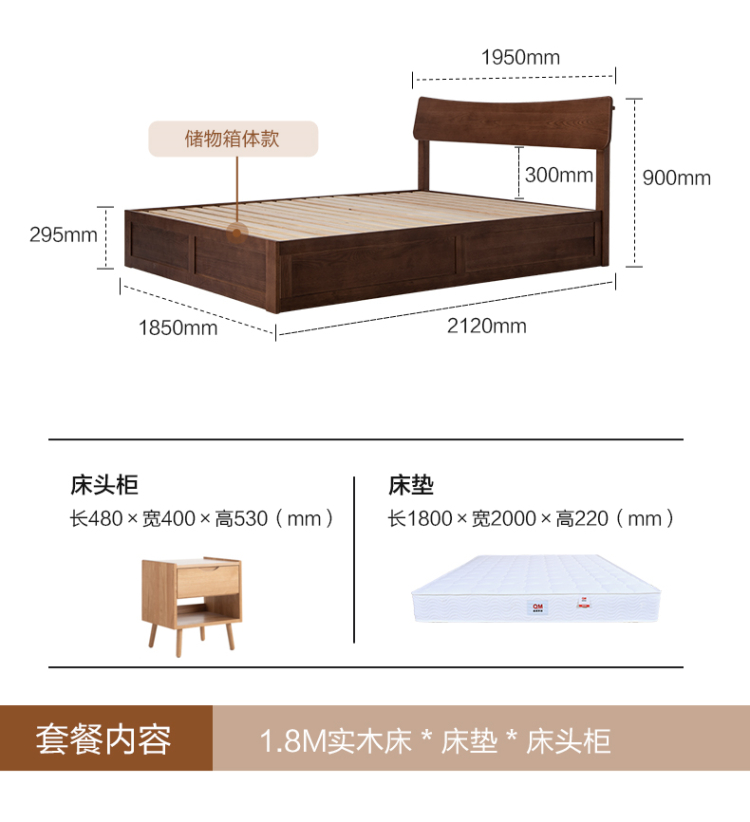 1950mm
储物箱体款
300mm
900mm
295mm
1850mm
2120mm
床头柜
长480×宽400×高530（mm）
床垫
长1800×宽2000×高220（mm）
QM
套餐内容
1.8M实木床 * 床垫 * 床头柜